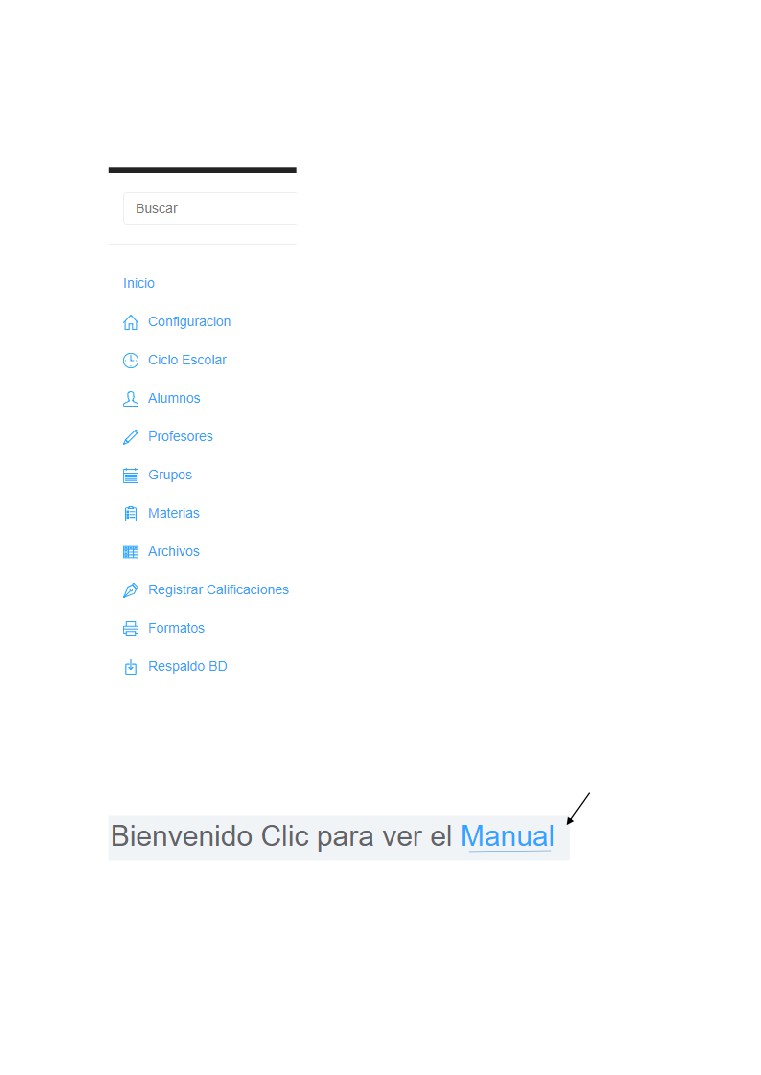 Buscar
Inicio
Configuracion
Ciclo Escolar
Alumnos
Profesores
Grupos
Materias
Archivos
Registrar Calificaciones
Formatos
Respaldo BD
Bienvenido Clic para ver el Manual